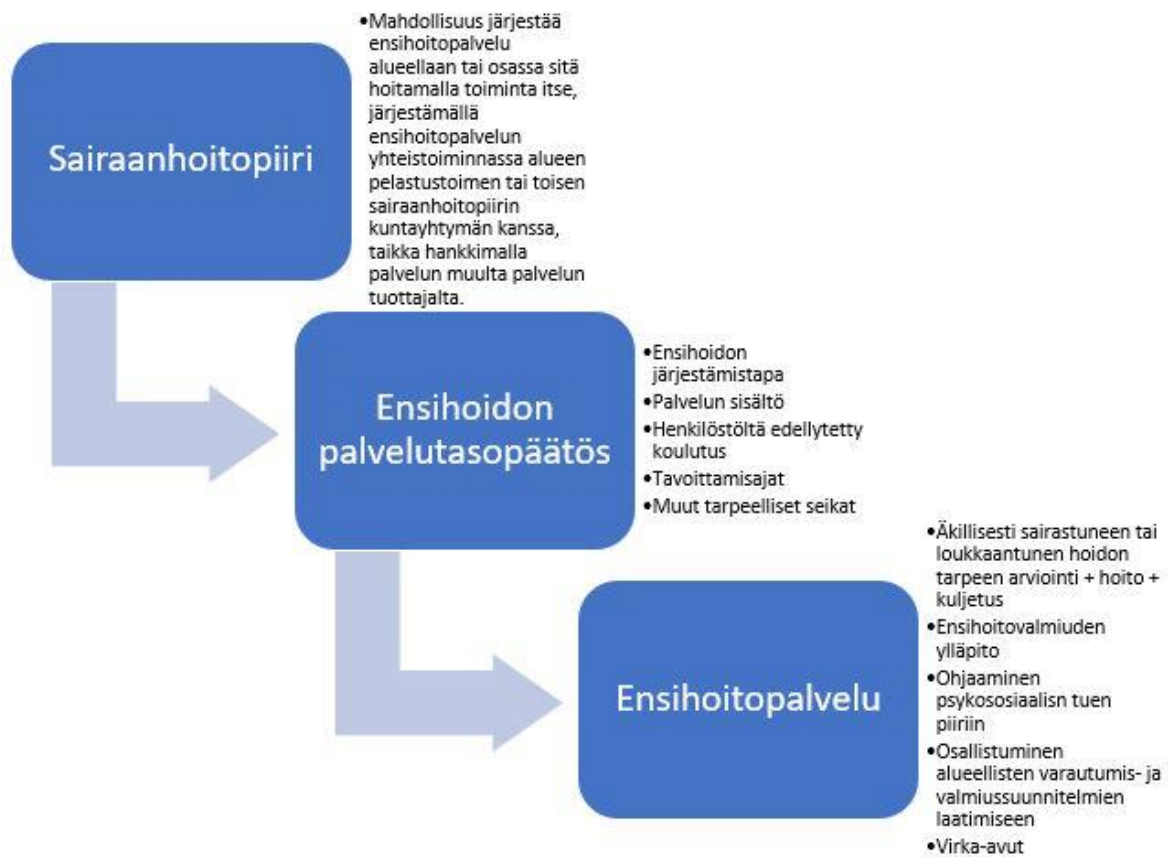 Sairaanhoitopiiri
•Mahdollisuus järjestää
ensihoitopalvelu
alueellaan tai osassa sitä
hoitamalla toiminta itse,
järjestämällä
ensihoitopalvelun
yhteistoiminnassa alueen
pelastustoimen tai toisen
sairaanhoitopiirin
kuntayhtymän kanssa,
taikka hankkimalla
palvelun muulta palvelun
tuottajalta.
Ensihoidon
palvelutasopäätös
•Ensihoidon
järjestämistapa
•Palvelun sisältö
•Henkilöstöltä edellytetty
koulutus
•Tavoittamisajat
•Muut tarpeelliset seikat
Ensihoitopalvelu
•Äkillisesti sairastuneen tai
loukkaantunen hoidon
tarpeen arviointi + hoito +
kuljetus
•Ensihoitovalmiuden
ylläpito
•Ohjaaminen
psykososiaalisn tuen
piiriin
•Osallistuminen
alueellisten varautumis- ja
valmiussuunnitelmien
laatimiseen
•Virka-avut